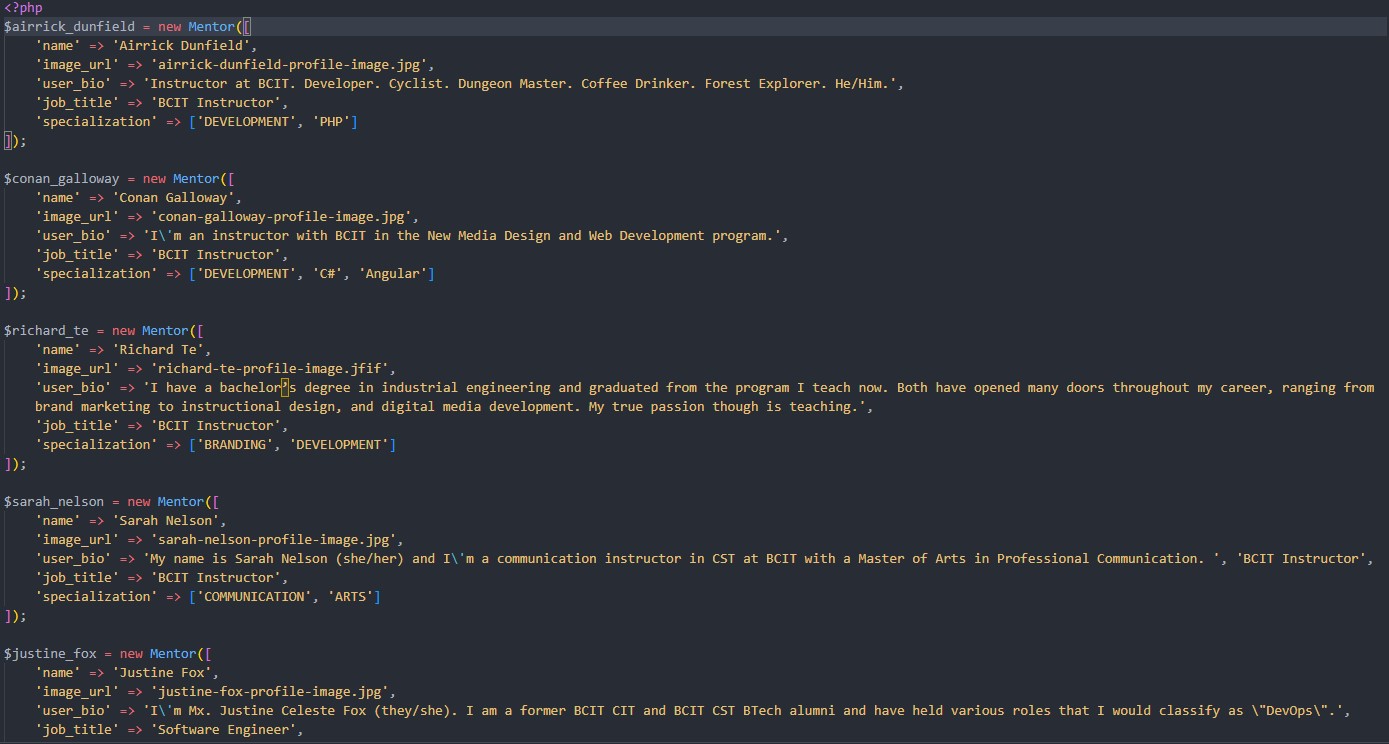 <?php
$airrick_dunfield = new Mentor([
    'name' => 'Airrick Dunfield',
    'image_url' => 'airrick-dunfield-profile-image.jpg',
    'user_bio' => 'Instructor at BCIT. Developer. Cyclist. Dungeon Master. Coffee Drinker. Forest Explorer. He/Him.',
    'job_title' => 'BCIT Instructor',
    'specialization' => ['DEVELOPMENT', 'PHP']
]);

$conan_galloway = new Mentor([
    'name' => 'Conan Galloway',
    'image_url' => 'conan-galloway-profile-image.jpg',
    'user_bio' => 'I\'m an instructor with BCIT in the New Media Design and Web Development program.',
    'job_title' => 'BCIT Instructor',
    'specialization' => ['DEVELOPMENT', 'C#', 'Angular']
]);

$richard_te = new Mentor([
    'name' => 'Richard Te',
    'image_url' => 'richard-te-profile-image.jfif',
    'user_bio' => 'I have a bachelor’s degree in industrial engineering and graduated from the program I teach now. Both have opened many doors throughout my career, ranging from
    brand marketing to instructional design, and digital media development. My true passion though is teaching.',
    'job_title' => 'BCIT Instructor',
    'specialization' => ['BRANDING', 'DEVELOPMENT']
]);

$sarah_nelson = new Mentor([
    'name' => 'Sarah Nelson',
    'image_url' => 'sarah-nelson-profile-image.jpg',
    'user_bio' => 'My name is Sarah Nelson (she/her) and I\'m a communication instructor in CST at BCIT with a Master of Arts in Professional Communication. ', 'BCIT Instructor',
    'job_title' => 'BCIT Instructor',
    'specialization' => ['COMMUNICATION', 'ARTS']
]);

$justine_fox = new Mentor([
    'name' => 'Justine Fox',
    'image_url' => 'justine-fox-profile-image.jpg',
    'user_bio' => 'I\'m Mx. Justine Celeste Fox (they/she). I am a former BCIT CIT and BCIT CST BTech alumni and have held various roles that I would classify as \"DevOps\".',
    'job_title' => 'Software Engineer',